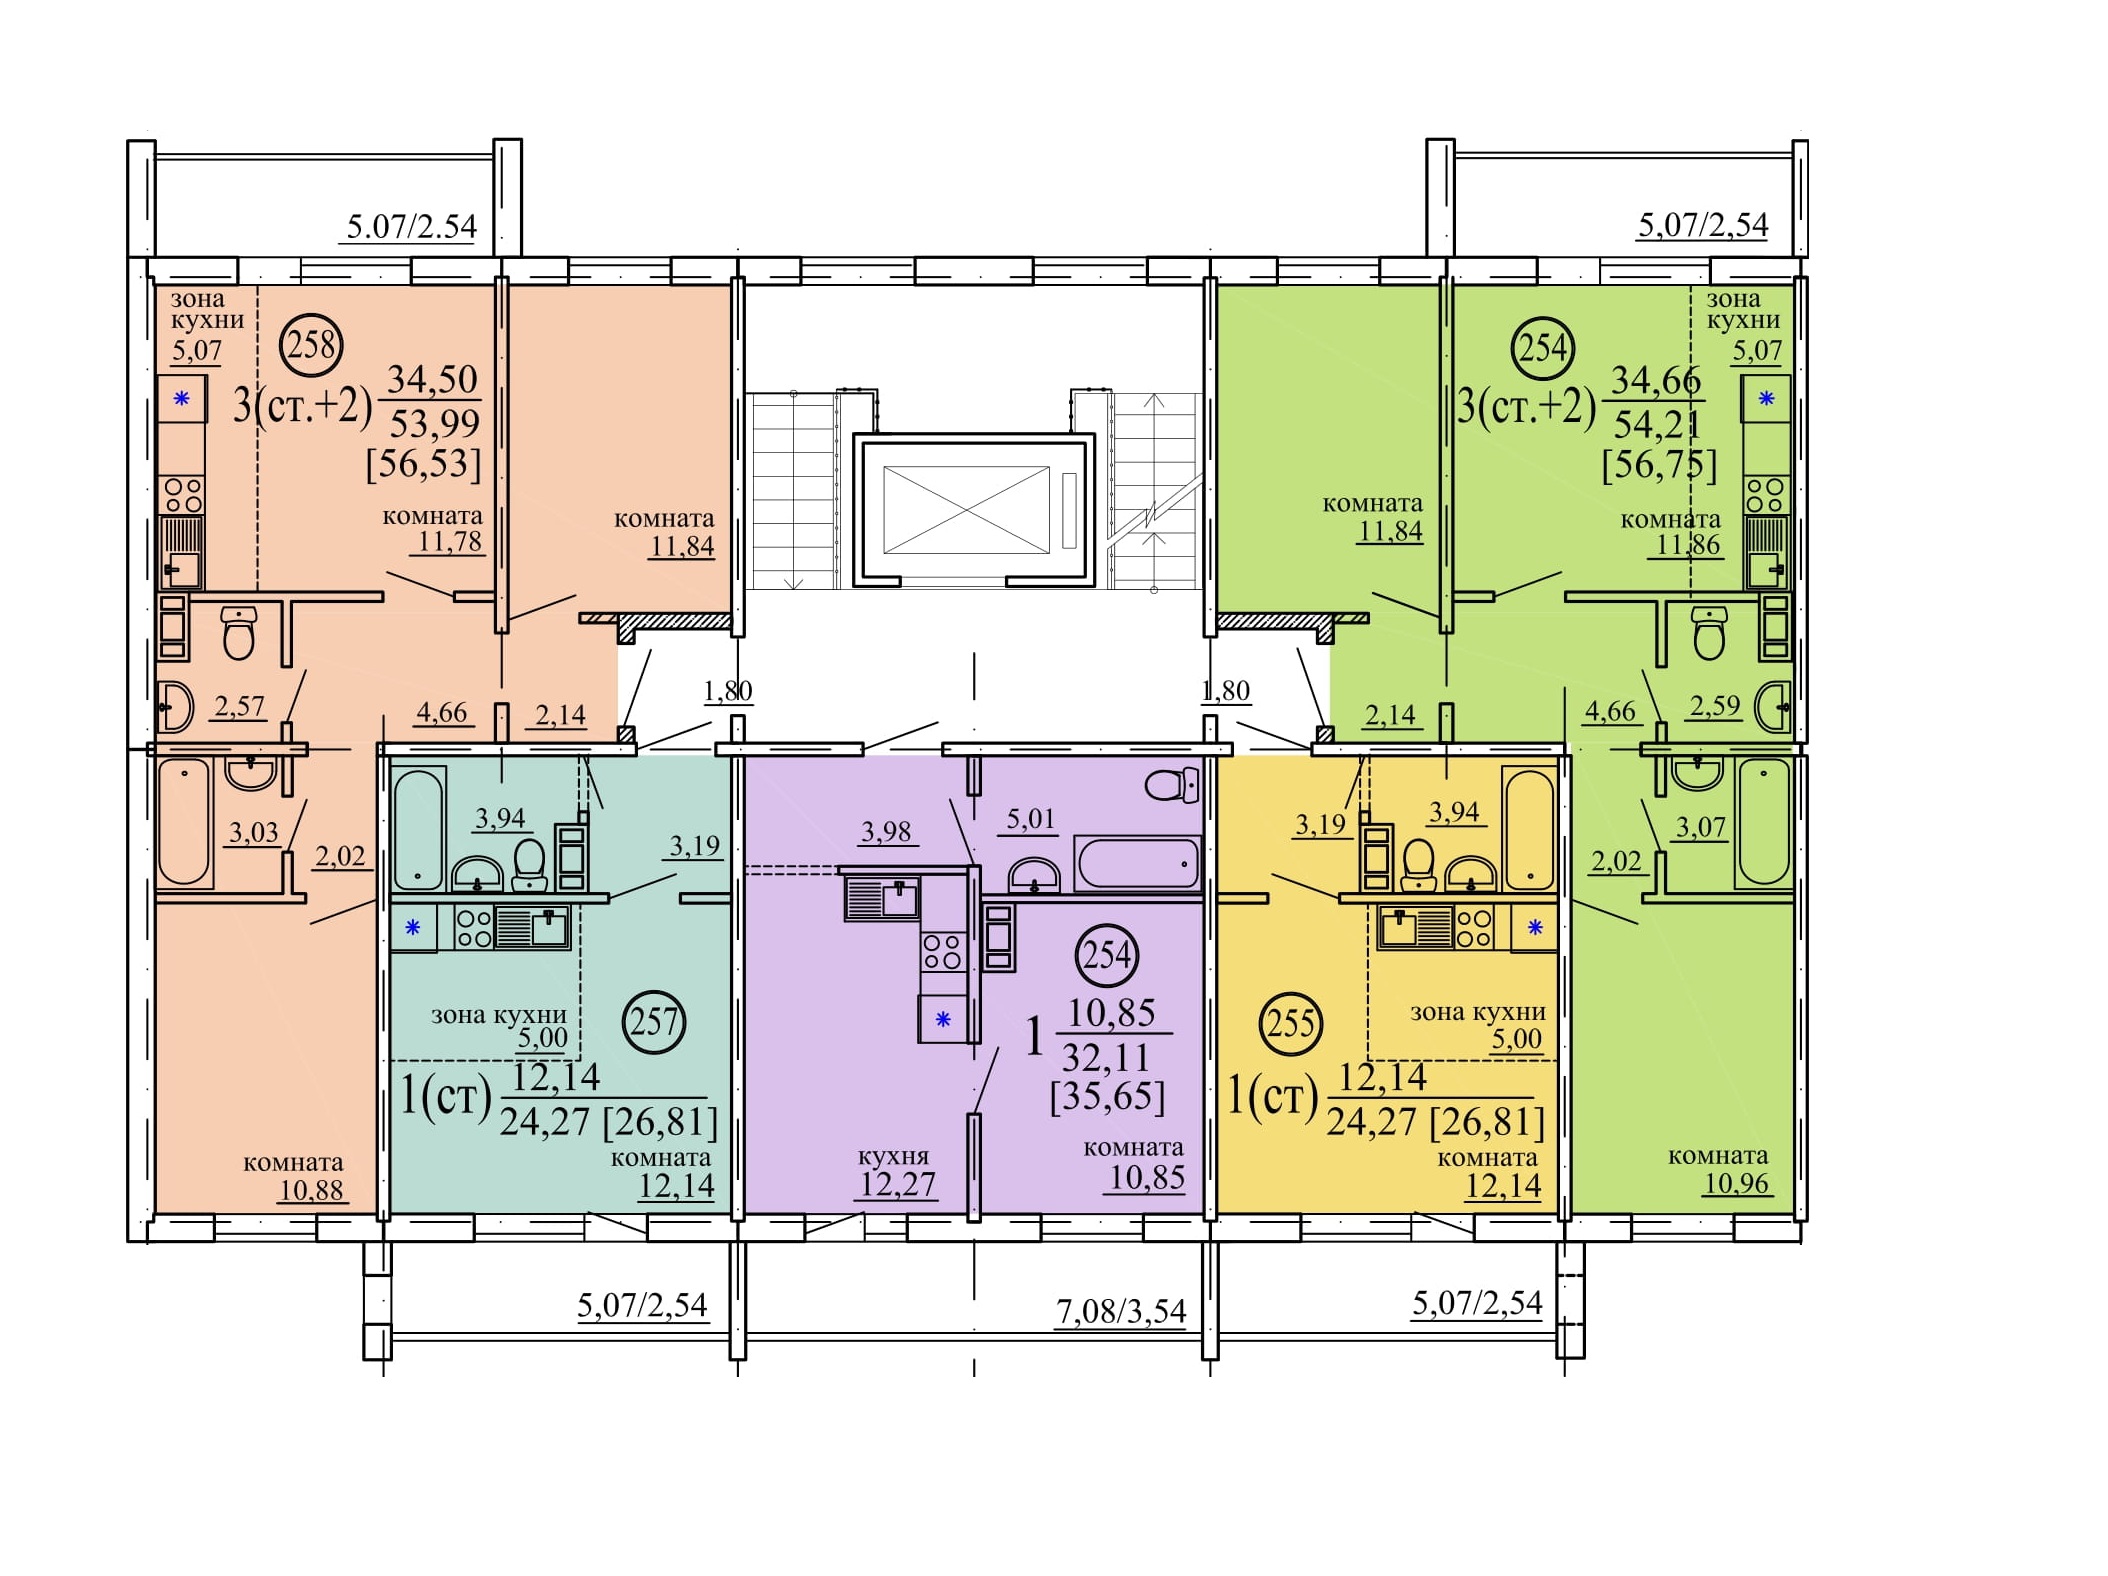 5.07/2.54
5,07/2,54
зона
кухни
5,07
258
3(ст.+2)
34,50
53,99
[56,53]
комната
11,78
комната
11,84
комната
11,84
254
3(ст.+2)
34,66
54,21
[56,75]
зона
кухни
5,07
комната
11,86
2,57
4,66
2,14
1,80
1,80
2,14
4,66
2,59
3,03
2,02
3,94
3,19
3,98
5,01
3,19
3,94
2,02
3,07
зона кухни
5,00
257
1(ст)
12,14
24,27 [26,81]
комната
12,14
254
1
10,85
32,11
[35,65]
кухня
12,27
комната
10,85
255
зона кухни
5,00
1(ст)
12,14
24,27 [26,81]
комната
12,14
комната
10,88
комната
10,96
5,07/2,54
7,08/3,54
5,07/2,54